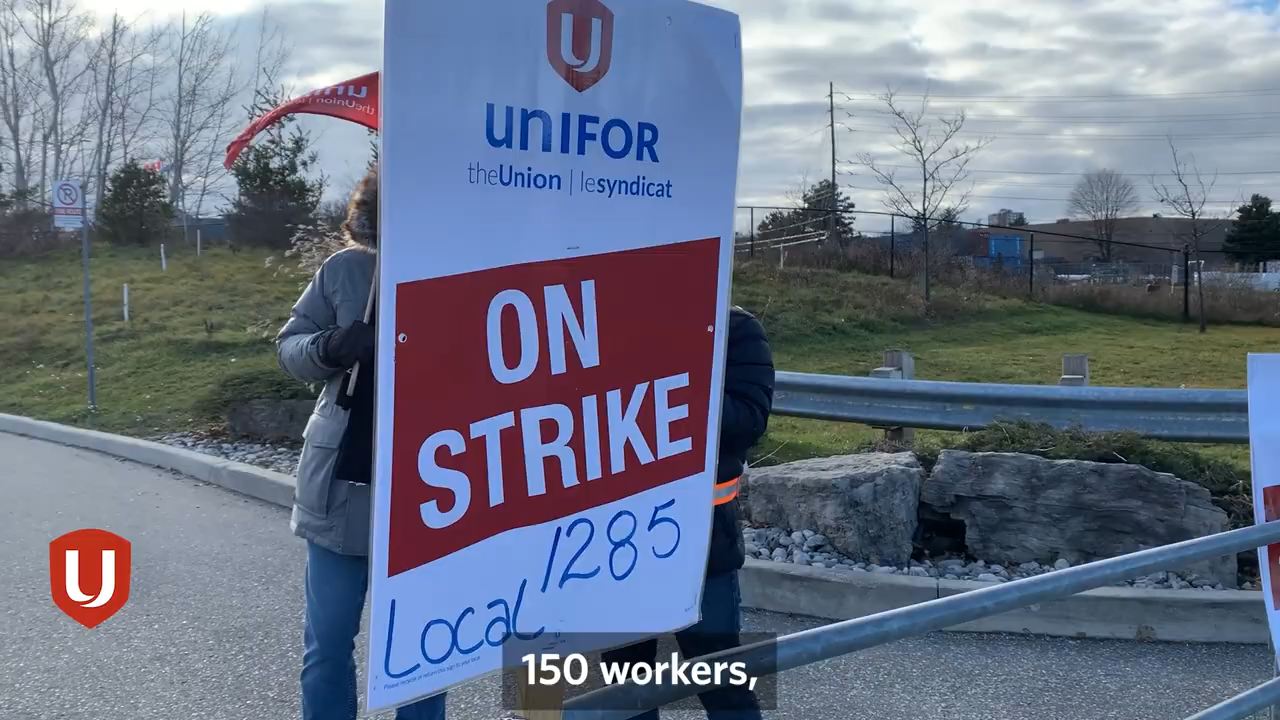 unIFOR
theUnion | lesyndicat
ON
STRIKE
Local 1285
150 workers,